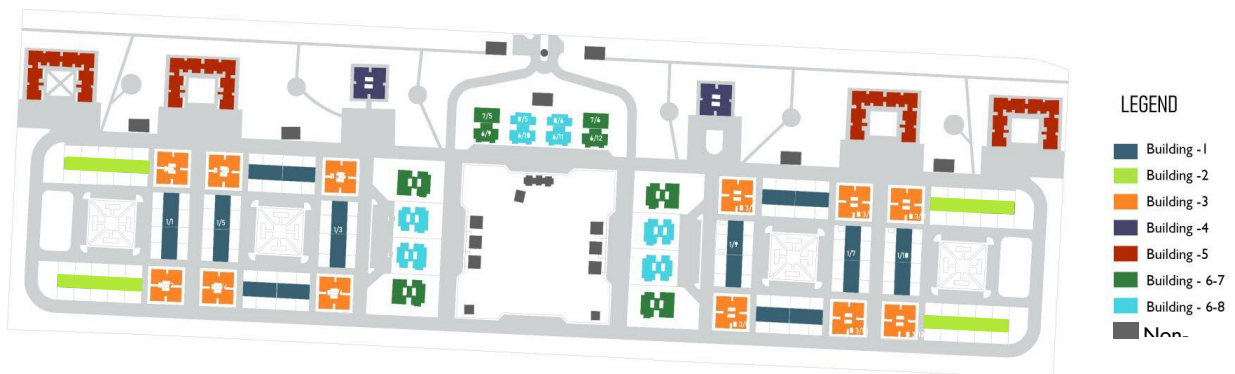 LEGEND
Building -1
Building -2
Building -3
Building -4
Building -5
Building - 6-7
Building - 6-8
Non-
7/5
6/9
8/5
6/10
8/6
6/11
7/6
6/12
1/1
1/5
1/3
1/9
1/7
1/10